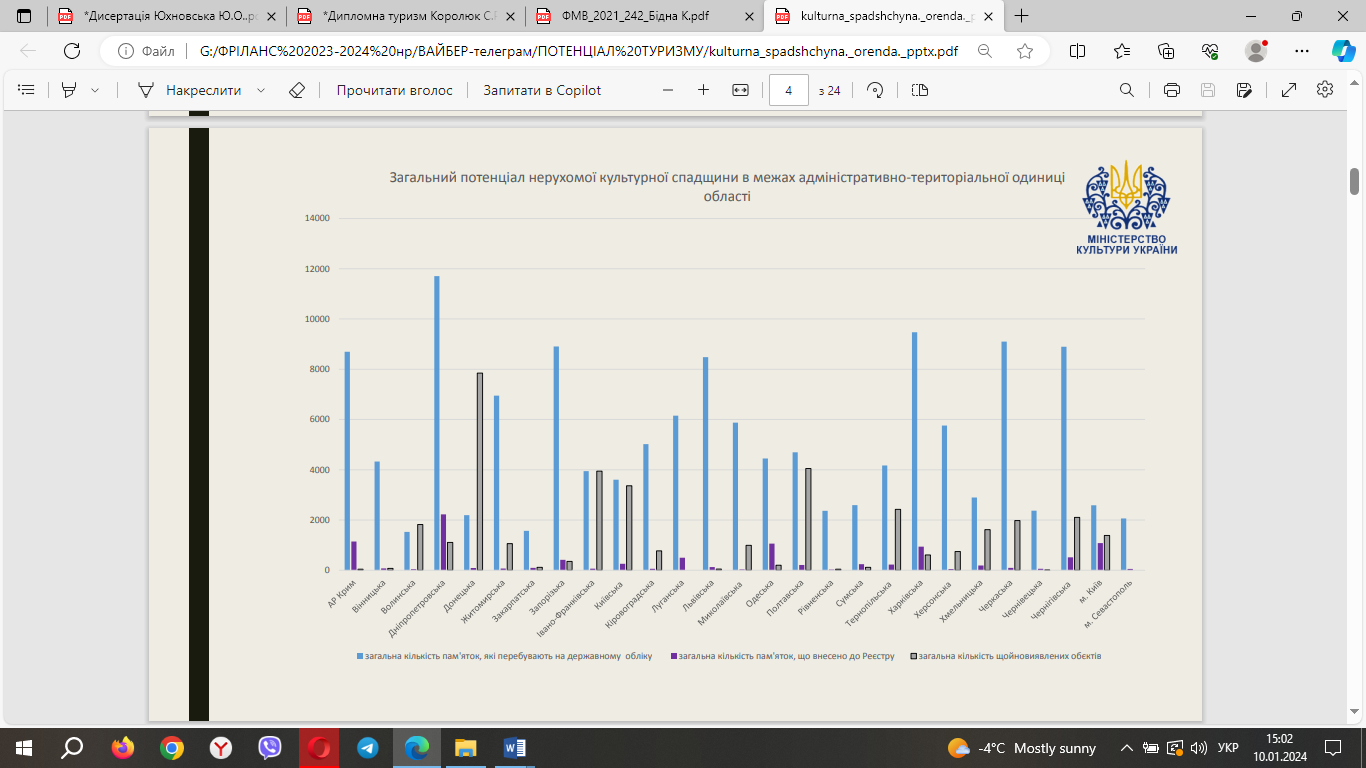 *Дисертація Юхновська Ю.О..pdf
*Дипломна туризм Королюк С.Я
ФМВ_2021_242_Бідна К.pdf
kulturna_spadshchyna._orenda._p
Файл
G:/ФРІЛАНС%202023-2024%20нр/ВАЙБЕР-телеграм/ПОТЕНЦІАЛ%20ТУРИЗМУ/kulturna_spadshchyna._orenda._pptx.pdf
Накреслити
Прочитати вголос
Запитати в Copilot
4
з 24
Загальний потенціал нерухомої культурної спадщини в межах адміністративно-територіальної одиниці
області
МІНІСТЕРСТВО
КУЛЬТУРИ УКРАЇНИ
14000
12000
10000
8000
6000
4000
2000
0
АР Крим
Вінницька
Волинська
Дніпропетровська
Донецька
Житомирська
Закарпатська
Запорізька
Івано-Франківська
Київська
Кіровоградська
Луганська
Львівська
Миколаївська
Одеська
Полтавська
Рівненська
Сумська
Тернопільська
Харківська
Херсонська
Хмельницька
Черкаська
Чернівецька
Чернігівська
м. Київ
м. Севастополь
загальна кількість пам'яток, які перебувають на державному обліку
загальна кількість пам'яток, що внесено до Реєстру
загальна кількість щойновиявлених обєктів
-4°C Mostly sunny
УКР
15:02
10.01.2024